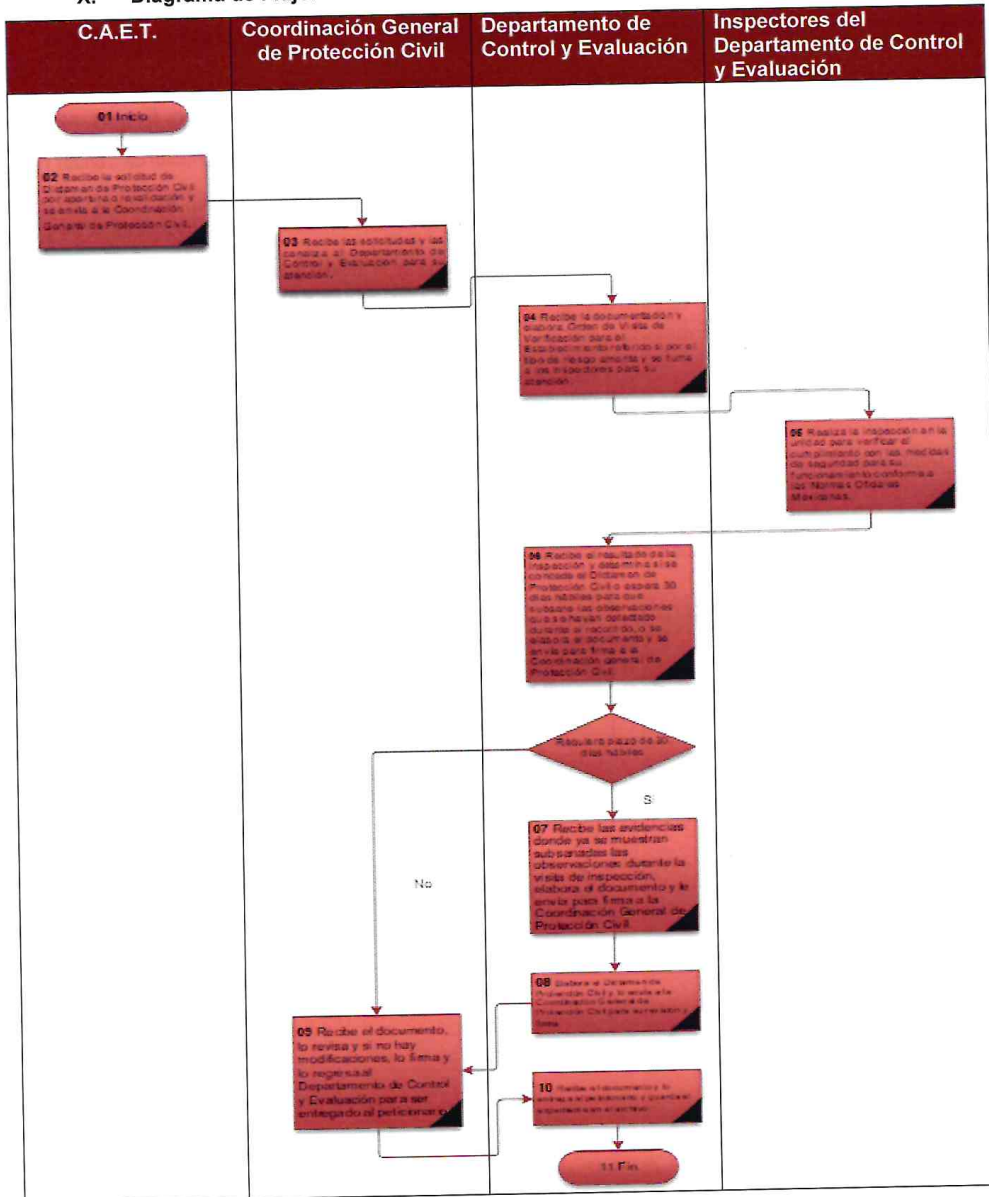 X. Diagrama de Flujo
C.A.E.T.
Coordinación General
de Protección Civil
Departamento de
Control y Evaluación
Inspectores del
Departamento de Control
y Evaluación
01 Inicio
02 Recibe la solicitud de
Dictamen de Protección Civil
por apertura o revalidación y
se envía a la Coordinación
General de Protección Civil.
03 Recibe las solicitudes y las
canaliza al Departamento de
Control y Evaluación para su
atención.
04 Recibe la documentación y
elabora Orden de Visita de
Verificación para el
Establecimiento referido si por el
tipo de riesgo amerita y se turna
a los inspectores para su
atención.
05 Realiza la inspección en la
unidad para verificar el
cumplimiento con las medidas
de seguridad para su
funcionamiento conforme a
las Normas Oficiales
Mexicanas.
06 Recibe el resultado de la
inspección y determina si se
concede el Dictamen de
Protección Civil o espera 30
días hábiles para que
subsane las observaciones
que se hayan detectado
durante el recorrido, o se
elabora el documento y se
envía para firma a la
Coordinación general de
Protección Civil.
Requiere plazo de 30
días hábiles
Si
No
07 Recibe las evidencias
donde ya se muestran
subsanadas las
observaciones durante la
visita de inspección,
elabora el documento y lo
envía para firma a la
Coordinación General de
Protección Civil.
08 Elabora el Dictamen de
Protección Civil y lo envía a la
Coordinación General de
Protección Civil para su revisión y
firma
09 Recibe el documento,
lo revisa y si no hay
modificaciones, lo firma y
lo regresa al
Departamento de Control
y Evaluación para ser
entregado al peticionario
10 Recibe el documento y lo
entrega al peticionario y guarda el
expediente en el archivo
11 Fin